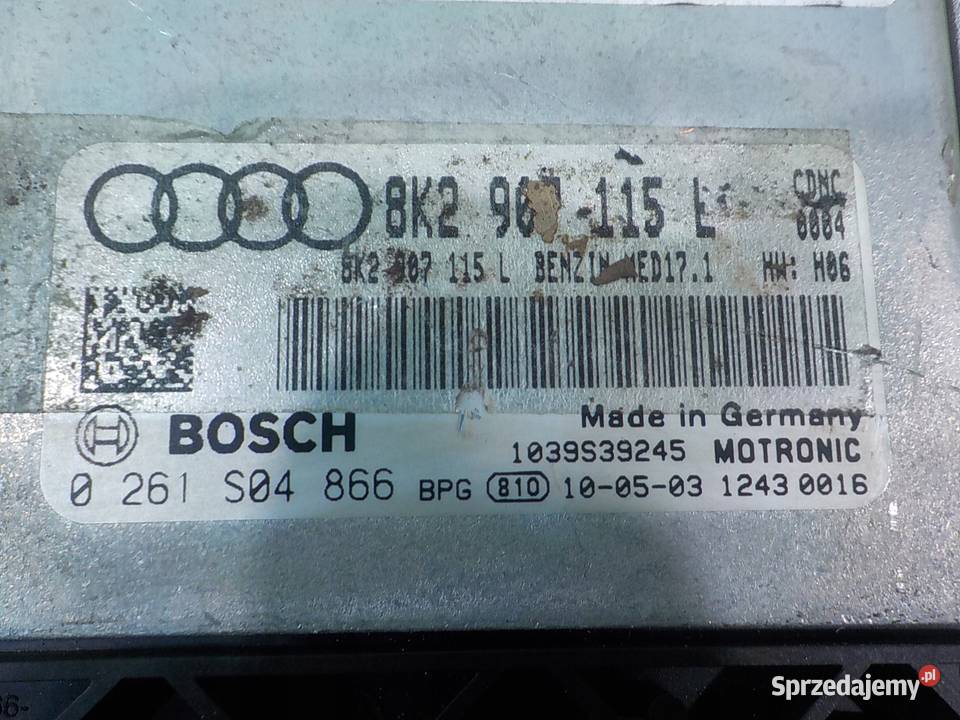 8K2 907 115 L
CDNC
0004
8K2 907 115 L BENZIN MED17.1 HW: H06
BOSCH
Made in Germany
1039S39245 MOTRONIC
0 261 S04 866 BPG 810 10-05-03 1243 0016
Sprzedajemy.pl